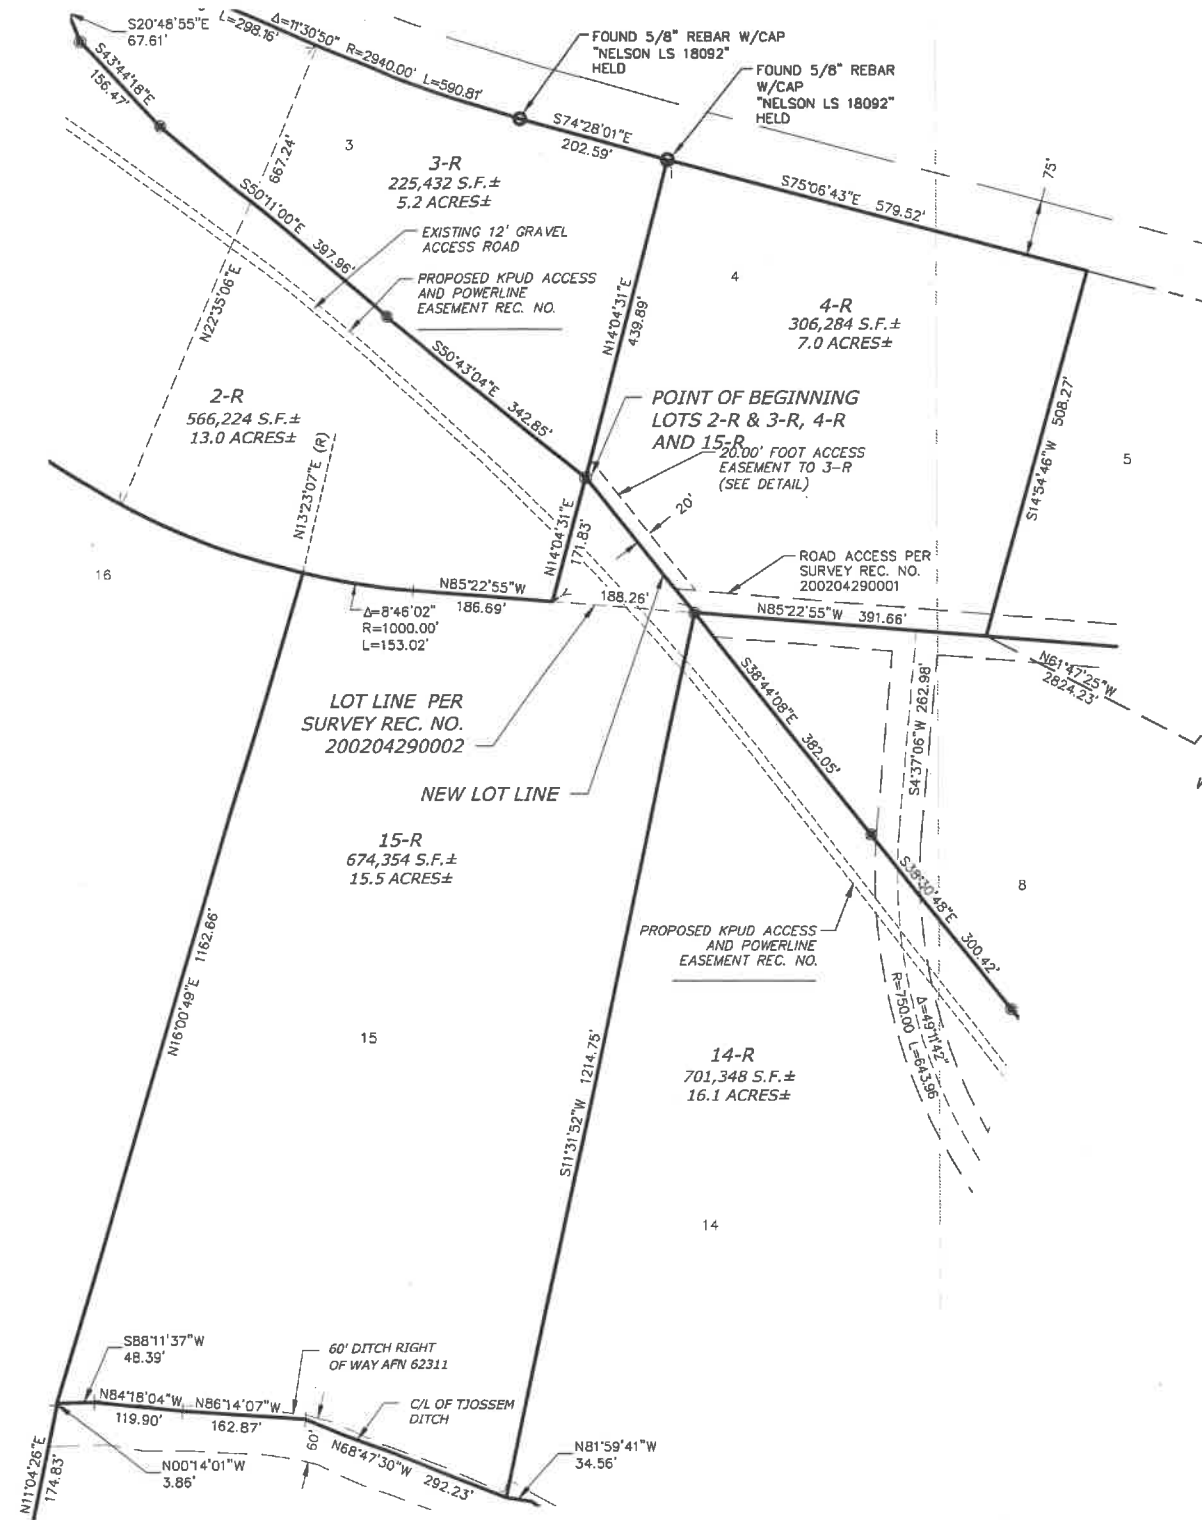 S20°48'55"E
67.61'
L=298.16'
Δ=11°30'50" R=2940.00' L=590.81'
FOUND 5/8" REBAR W/CAP
"NELSON LS 18092"
HELD
FOUND 5/8" REBAR
W/CAP
"NELSON LS 18092"
HELD
S43°44'18"E
156.47'
S74°28'01"E
202.59'
S75°06'43"E 579.52'
75'
3
3-R
225,432 S.F.±
5.2 ACRES±
667.24'
N22°35'06"E
S50°11'00"E 397.96'
EXISTING 12' GRAVEL
ACCESS ROAD
PROPOSED KPUD ACCESS
AND POWERLINE
EASEMENT REC. NO.
N14°04'31"E
439.89'
4
4-R
306,284 S.F.±
7.0 ACRES±
S50°43'04"E 342.85'
2-R
566,224 S.F.±
13.0 ACRES±
POINT OF BEGINNING
LOTS 2-R & 3-R, 4-R
AND 15-R
20.00' FOOT ACCESS
EASEMENT TO 3-R
(SEE DETAIL)
20'
S14°54'46"W 508.27'
5
N13°23'07"E (R)
16
N14°04'31"E
171.83'
N85°22'55"W
186.69'
188.26'
ROAD ACCESS PER
SURVEY REC. NO.
200204290001
N85°22'55"W 391.66'
Δ=8°46'02"
R=1000.00'
L=153.02'
N61°47'25"W
2824.23'
LOT LINE PER
SURVEY REC. NO.
200204290002
S38°44'08"E 382.05'
S4°37'06"W 262.98'
NEW LOT LINE
15-R
674,354 S.F.±
15.5 ACRES±
8
S38°30'48"E 300.42'
N16°00'49"E 1162.66'
PROPOSED KPUD ACCESS
AND POWERLINE
EASEMENT REC. NO.
Δ=49°11'42"
R=750.00 L=643.96
15
14-R
701,348 S.F.±
16.1 ACRES±
S11°31'52"W 1214.75'
14
S88°11'37"W
48.39'
60' DITCH RIGHT
OF WAY AFN 62311
N84°18'04"W
119.90'
N86°14'07"W
162.87'
C/L OF TJOSSEM
DITCH
60'
N68°47'30"W 292.23'
N81°59'41"W
34.56'
N11°04'26"E
174.83'
N00°14'01"W
3.86'